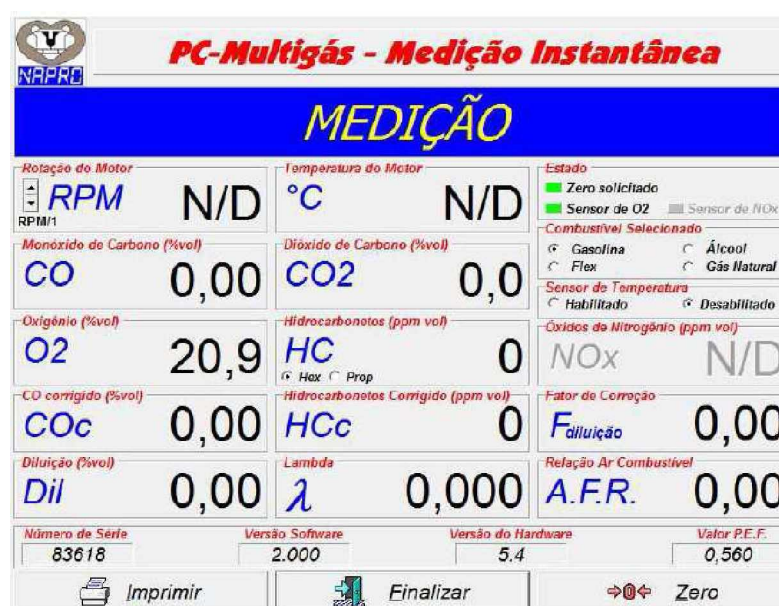 NAPRO
PC-Multigás - Medição Instantânea
MEDIÇÃO
Rotação do Motor
RPM N/D
RPM/1
Temperatura do Motor
°C N/D
Estado
Zero solicitado
Sensor de O2 Sensor de NOx
Combustível Selecionado
Gasolina Álcool
Flex Gás Natural
Monóxido de Carbono (%vol)
CO 0,00
Dióxido de Carbono (%vol)
CO2 0,0
Sensor de Temperatura
Habilitado Desabilitado
Oxigênio (%vol)
O2 20,9
Hidrocarbonetos (ppm vol)
HC 0
Hex Prop
Óxidos de Nitrogênio (ppm vol)
NOx N/D
CO corrigido (%vol)
COc 0,00
Hidrocarbonetos Corrigido (ppm vol)
HCc 0
Fator de Correção
Fdiluição 0,00
Diluição (%vol)
Dil 0,00
Lambda
λ 0,000
Relação Ar Combustível
A.F.R. 0,00
Número de Série Versão Software Versão do Hardware Valor P.E.F.
83618 2.000 5.4 0,560
Imprimir Finalizar Zero